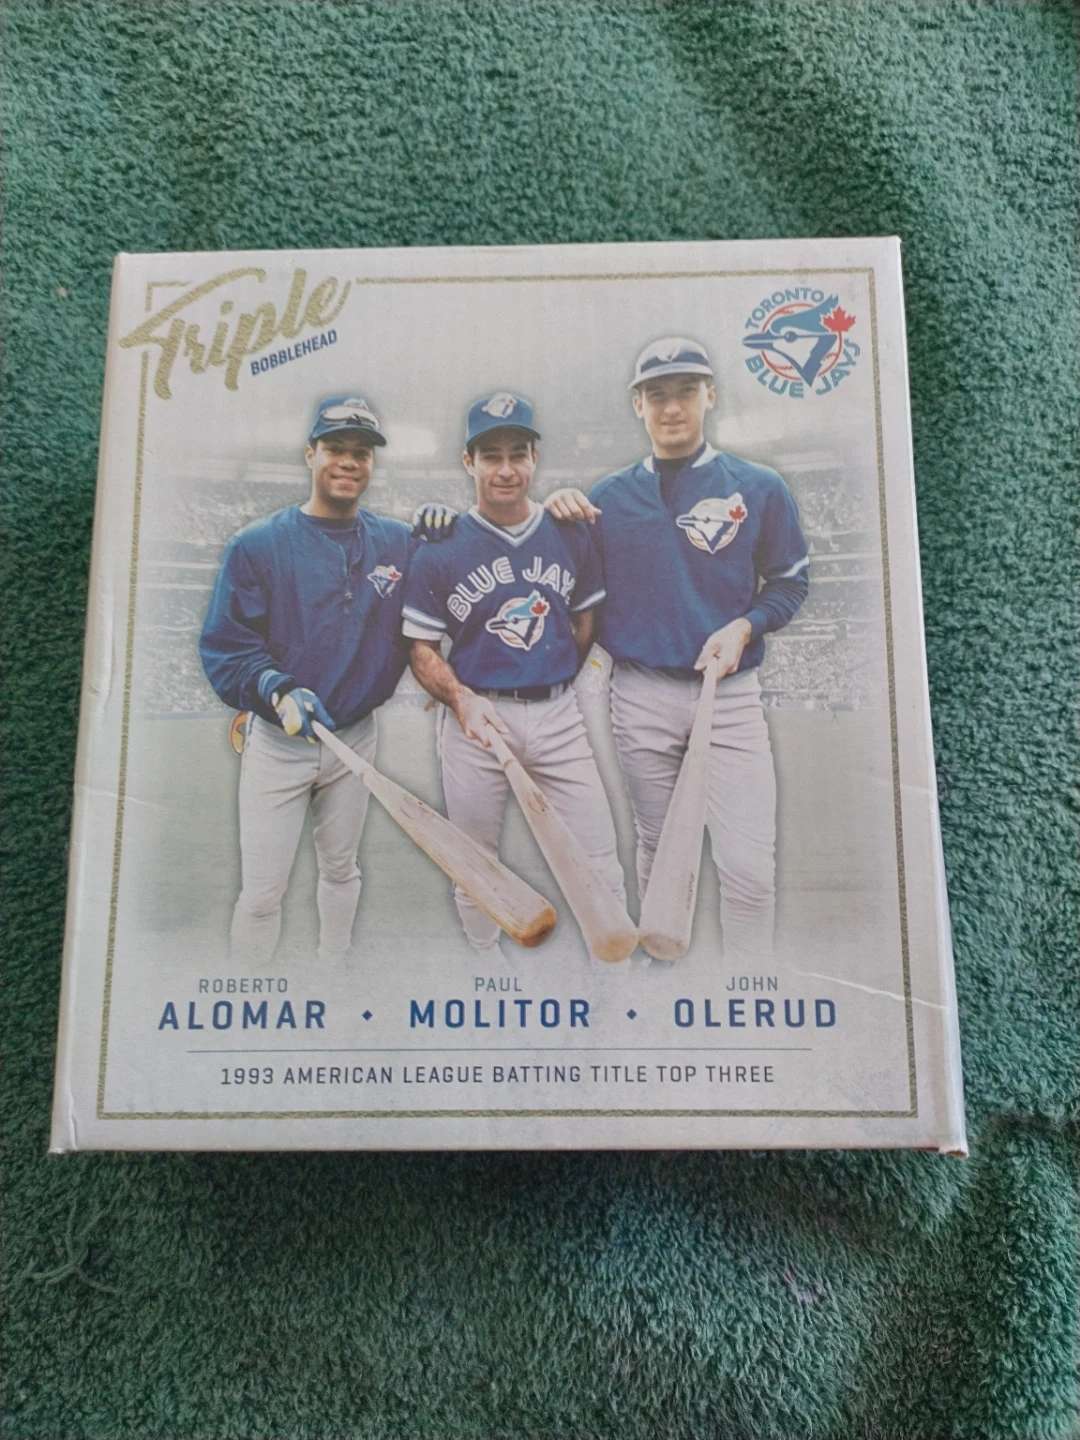 Triple
BOBBLEHEAD
TORONTO
BLUE JAYS
BLUE JAY
ROBERTO PAUL JOHN
ALOMAR • MOLITOR • OLERUD
1993 AMERICAN LEAGUE BATTING TITLE TOP THREE